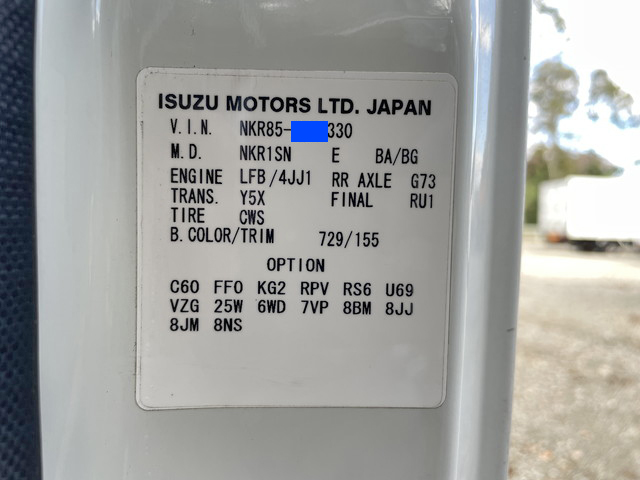 ISUZU MOTORS LTD. JAPAN
V.I.N. NKR85-330
M.D. NKR1SN E BA/BG
ENGINE LFB/4JJ1 RR AXLE G73
TRANS. Y5X FINAL RU1
TIRE CWS
B.COLOR/TRIM 729/155
OPTION
C60 FF0 KG2 RPV RS6 U69
VZG 25W 6WD 7VP 8BM 8JJ
8JM 8NS